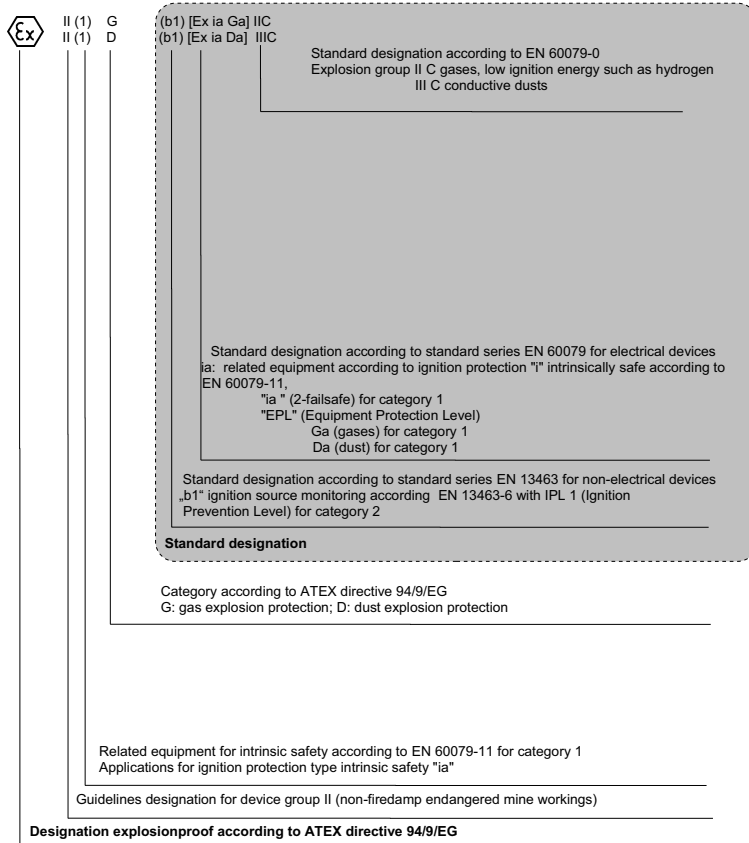 Ex II (1) G (b1) [Ex ia Ga] IIC
II (1) D (b1) [Ex ia Da] IIIC
Standard designation according to EN 60079-0
Explosion group II C gases, low ignition energy such as hydrogen
III C conductive dusts
Standard designation according to standard series EN 60079 for electrical devices
ia: related equipment according to ignition protection "i" intrinsically safe according to
EN 60079-11,
"ia " (2-failsafe) for category 1
"EPL" (Equipment Protection Level)
Ga (gases) for category 1
Da (dust) for category 1
Standard designation according to standard series EN 13463 for non-electrical devices
„b1“ ignition source monitoring according EN 13463-6 with IPL 1 (Ignition
Prevention Level) for category 2
Standard designation
Category according to ATEX directive 94/9/EG
G: gas explosion protection; D: dust explosion protection
Related equipment for intrinsic safety according to EN 60079-11 for category 1
Applications for ignition protection type intrinsic safety "ia"
Guidelines designation for device group II (non-firedamp endangered mine workings)
Designation explosionproof according to ATEX directive 94/9/EG